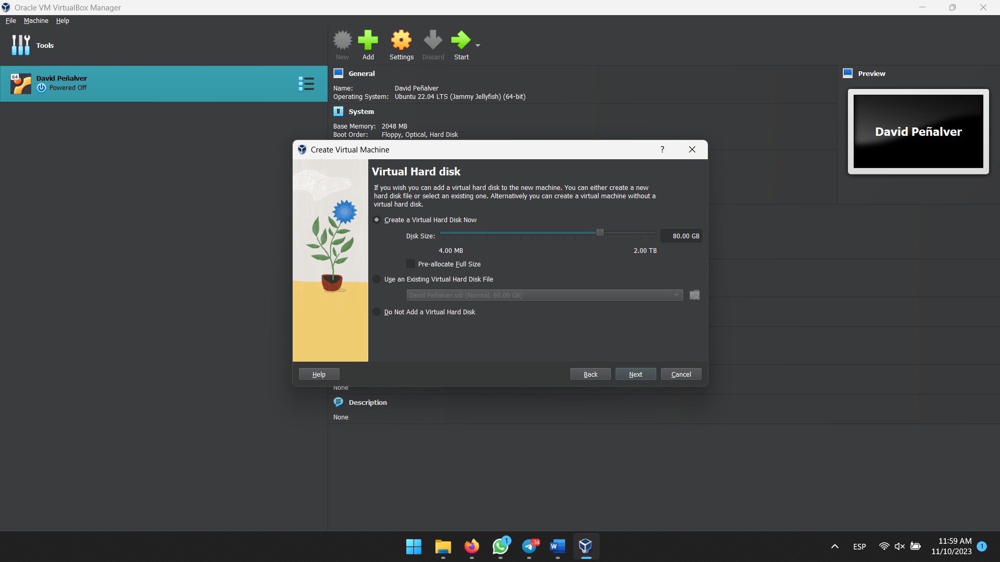 Oracle VM VirtualBox Manager
File Machine Help
Tools
New
Add
Settings
Discard
Start
64
David Peñalver
Powered Off
General
Name: David Peñalver
Operating System: Ubuntu 22.04 LTS (Jammy Jellyfish) (64-bit)
System
Base Memory: 2048 MB
Boot Order: Floppy, Optical, Hard Disk
Preview
David Peñalver
Create Virtual Machine
?
Virtual Hard disk
If you wish you can add a virtual hard disk to the new machine. You can either create a new
hard disk file or select an existing one. Alternatively you can create a virtual machine without a
virtual hard disk.
Create a Virtual Hard Disk Now
Disk Size: 80.00 GB
4.00 MB 2.00 TB
Pre-allocate Full Size
Use an Existing Virtual Hard Disk File
David Peñalver.vdi (Normal, 60.00 GB)
Do Not Add a Virtual Hard Disk
Help Back Next Cancel
None
Description
None
1
..34
W
ESP
11:59 AM
11/10/2023
1